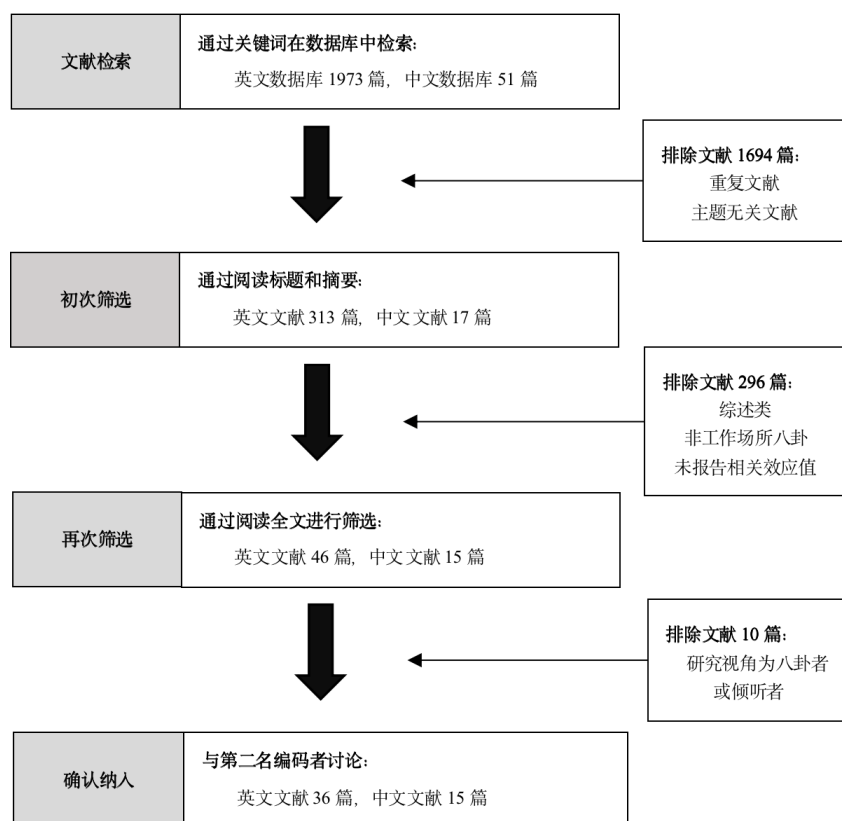 文献检索
通过关键词在数据库中检索:
英文数据库 1973 篇, 中文数据库 51 篇
排除文献 1694 篇:
重复文献
主题无关文献
初次筛选
通过阅读标题和摘要:
英文文献 313 篇, 中文文献 17 篇
排除文献 296 篇:
综述类
非工作场所八卦
未报告相关效应值
再次筛选
通过阅读全文进行筛选:
英文文献 46 篇, 中文文献 15 篇
排除文献 10 篇:
研究视角为八卦者
或倾听者
确认纳入
与第二名编码者讨论:
英文文献 36 篇, 中文文献 15 篇